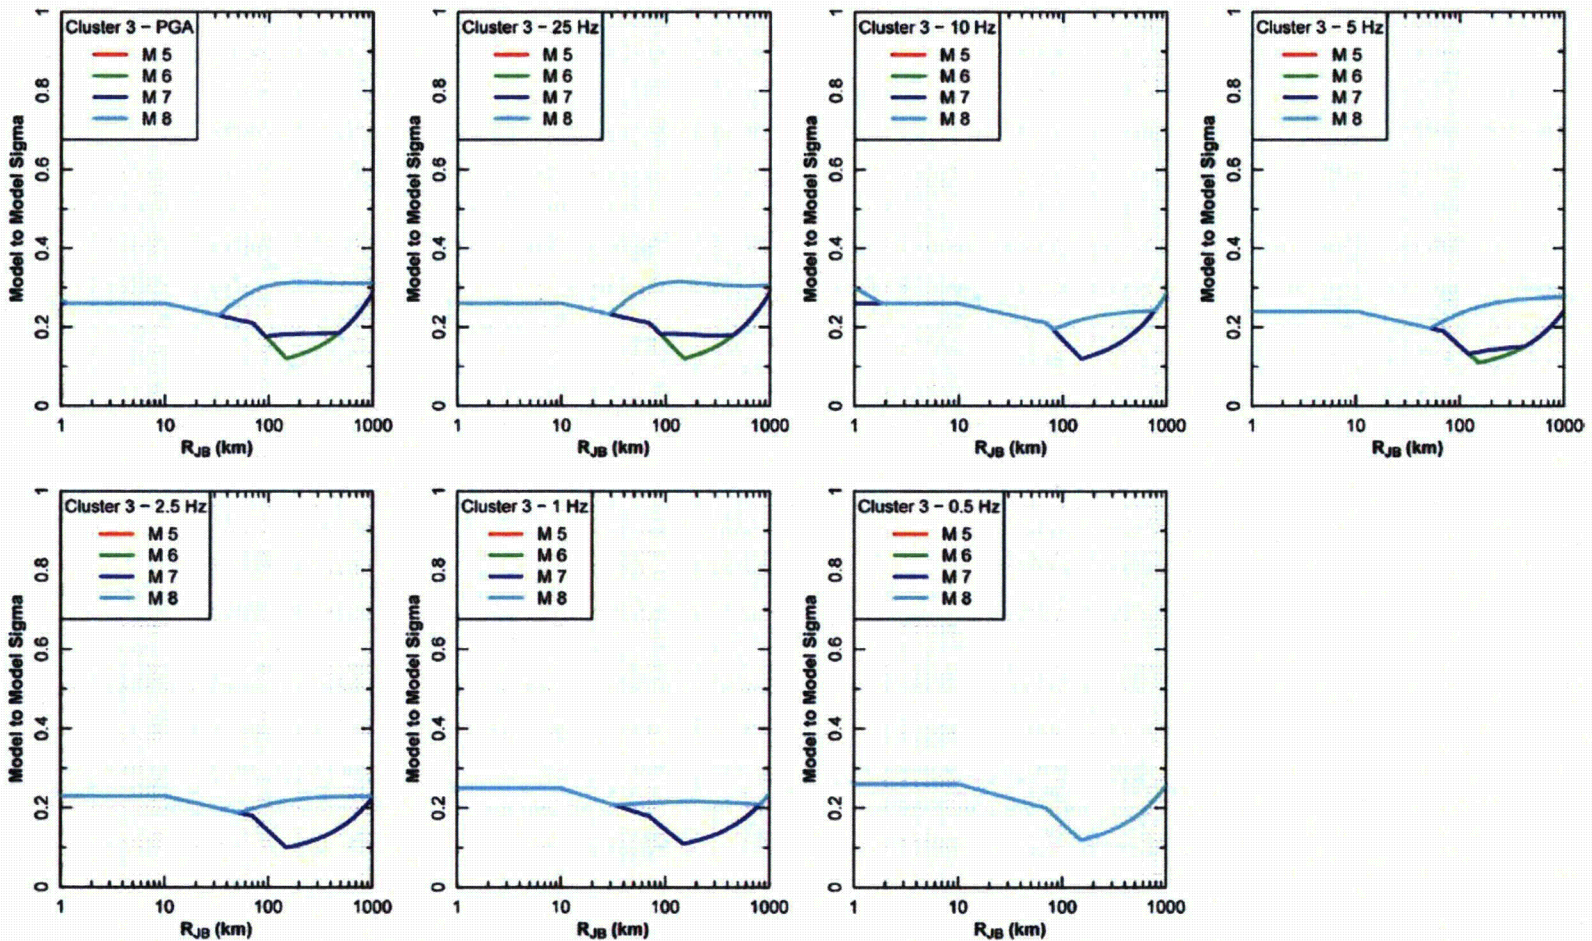 Cluster 3 – PGA
M 5
M 6
M 7
M 8
Model to Model Sigma
0
0.2
0.4
0.6
0.8
1
1
10
100
1000
R_JB (km)
Cluster 3 – 25 Hz
M 5
M 6
M 7
M 8
Model to Model Sigma
0
0.2
0.4
0.6
0.8
1
1
10
100
1000
R_JB (km)
Cluster 3 – 10 Hz
M 5
M 6
M 7
M 8
Model to Model Sigma
0
0.2
0.4
0.6
0.8
1
1
10
100
1000
R_JB (km)
Cluster 3 – 5 Hz
M 5
M 6
M 7
M 8
Model to Model Sigma
0
0.2
0.4
0.6
0.8
1
1
10
100
1000
R_JB (km)
Cluster 3 – 2.5 Hz
M 5
M 6
M 7
M 8
Model to Model Sigma
0
0.2
0.4
0.6
0.8
1
1
10
100
1000
R_JB (km)
Cluster 3 – 1 Hz
M 5
M 6
M 7
M 8
Model to Model Sigma
0
0.2
0.4
0.6
0.8
1
1
10
100
1000
R_JB (km)
Cluster 3 – 0.5 Hz
M 5
M 6
M 7
M 8
Model to Model Sigma
0
0.2
0.4
0.6
0.8
1
1
10
100
1000
R_JB (km)